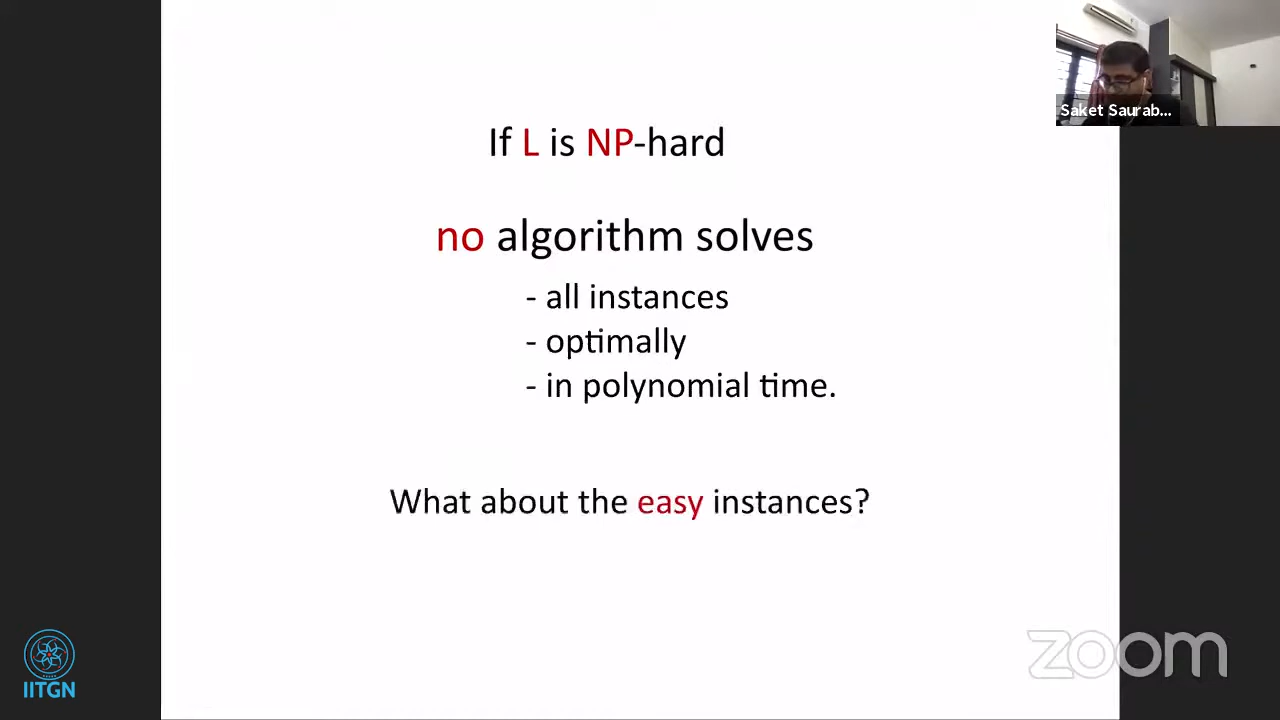 Saket Saurab...
If L is NP-hard
no algorithm solves
- all instances
- optimally
- in polynomial time.
What about the easy instances?
IITGN
zoom